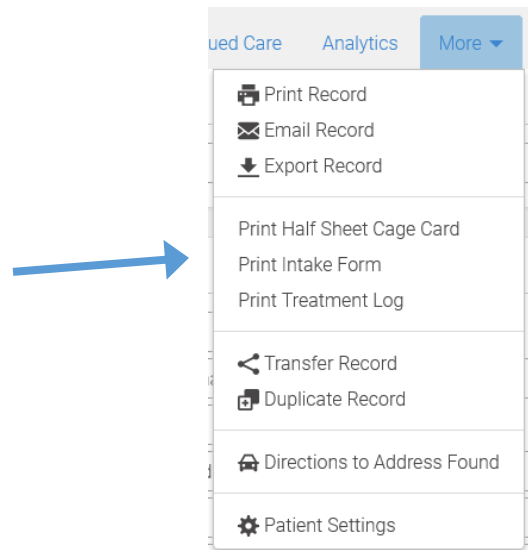 ued Care Analytics More
Print Record
Email Record
Export Record
Print Half Sheet Cage Card
Print Intake Form
Print Treatment Log
Transfer Record
Duplicate Record
Directions to Address Found
Patient Settings